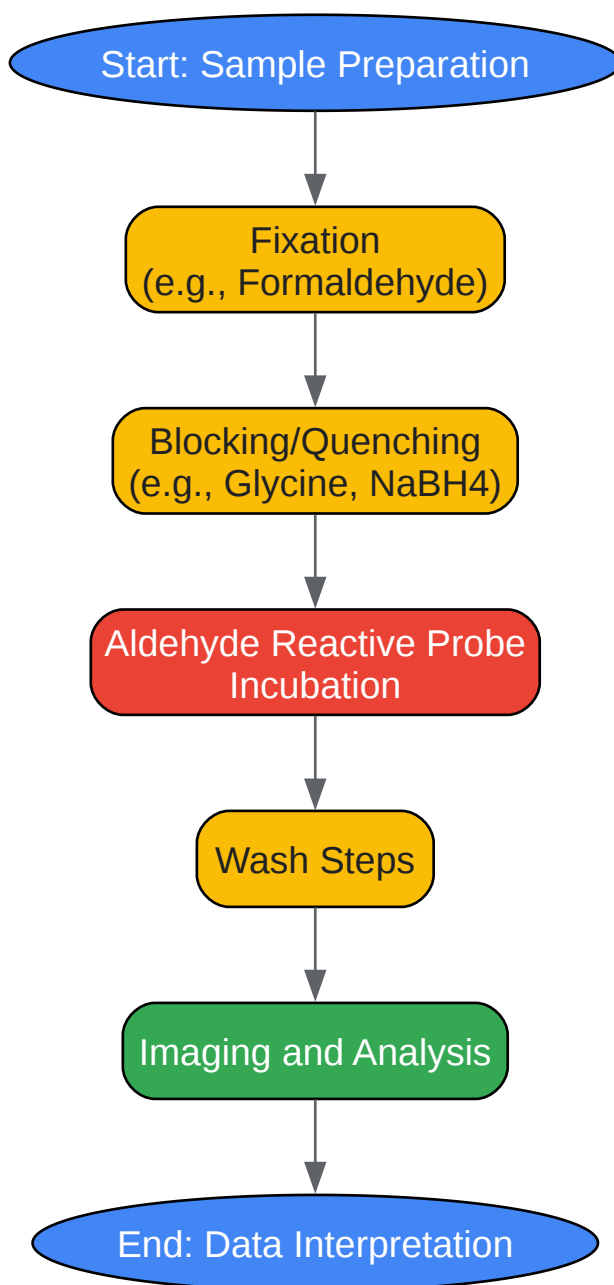 Start: Sample Preparation
Fixation
(e.g., Formaldehyde)
Blocking/Quenching
(e.g., Glycine, NaBH4)
Aldehyde Reactive Probe
Incubation
Wash Steps
Imaging and Analysis
End: Data Interpretation